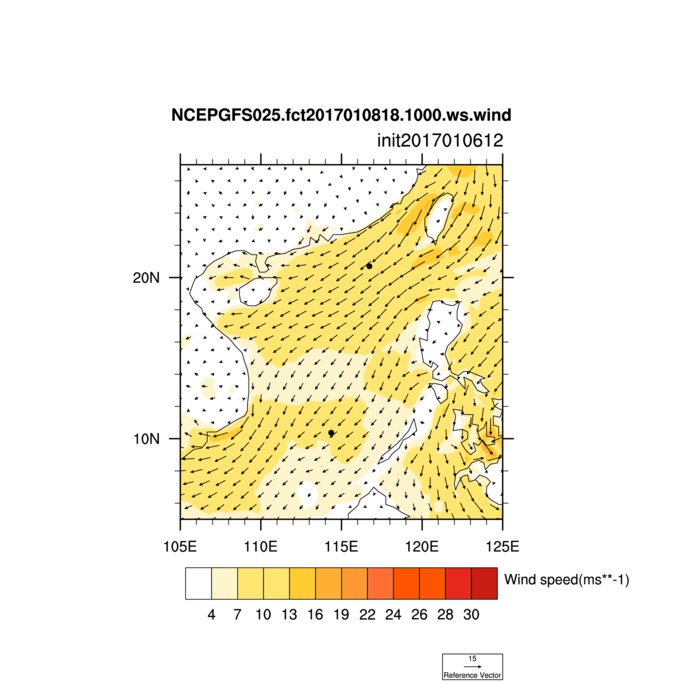 NCEPGFS025.fct2017010818.1000.ws.wind
init2017010612
20N
10N
105E 110E 115E 120E 125E
Wind speed(ms**-1)
4 7 10 13 16 19 22 24 26 28 30
15
Reference Vector